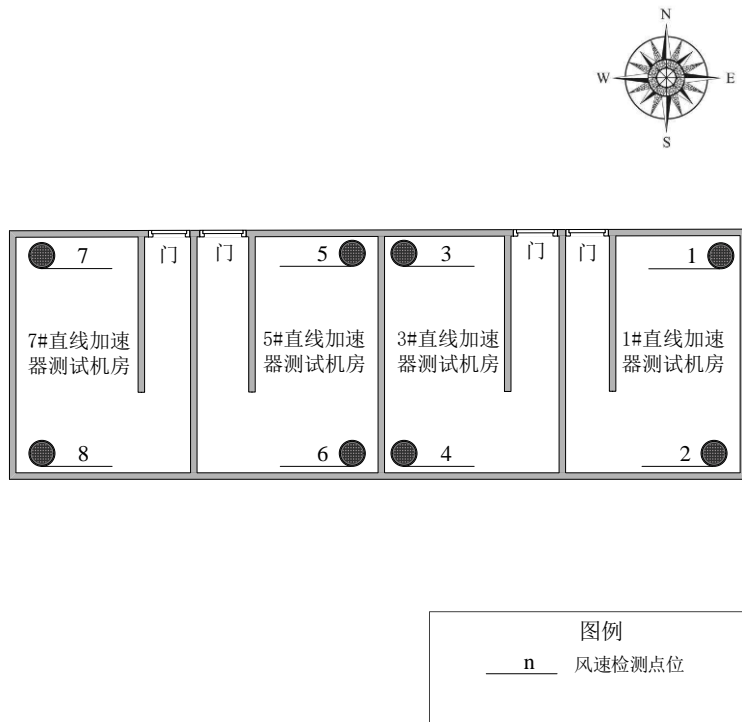 N
W E
S
7 门 门 5 3 门 门 1
7#直线加速
器测试机房
5#直线加速
器测试机房
3#直线加速
器测试机房
1#直线加速
器测试机房
8 6 4 2
图例
n 风速检测点位